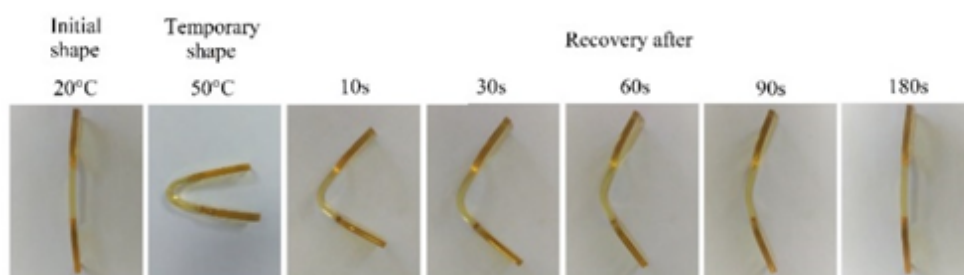 Initial shape
Temporary shape
Recovery after
20°C
50°C
10s
30s
60s
90s
180s